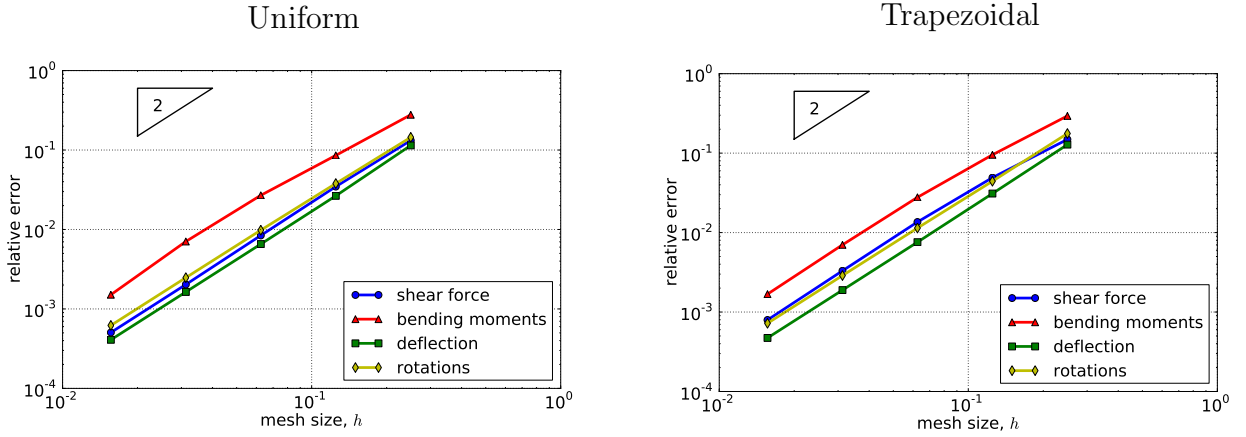 Uniform
10^0
10^-1
10^-2
10^-3
10^-4
relative error
2
shear force
bending moments
deflection
rotations
10^-2
10^-1
10^0
mesh size, h
Trapezoidal
10^0
10^-1
10^-2
10^-3
10^-4
relative error
2
shear force
bending moments
deflection
rotations
10^-2
10^-1
10^0
mesh size, h